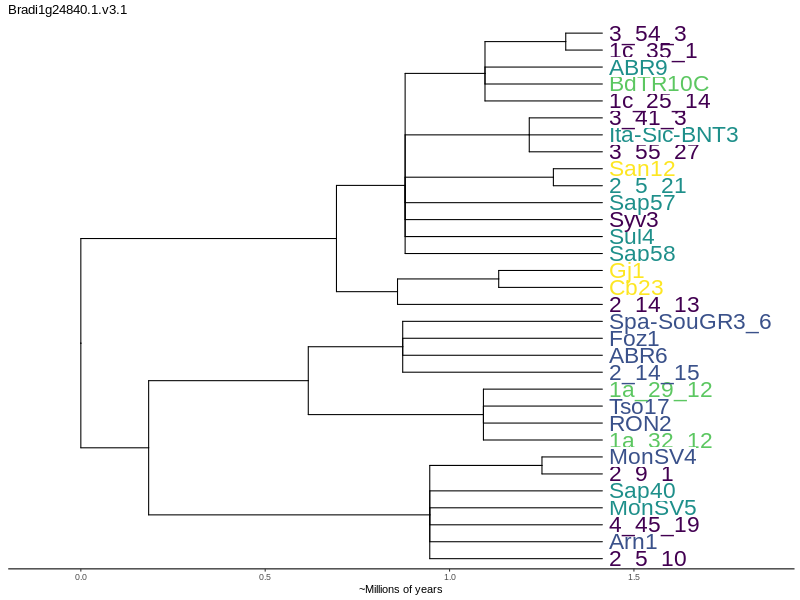 Bradi1g24840.1.v3.1
3_54_3
1c_35_1
ABR9
BdTR10C
1c_25_14
3_41_3
Ita-Sic-BNT3
3_55_27
San12
2_5_21
Sap57
Syv3
Sul4
Sap58
Gj1
Cb23
2_14_13
Spa-SouGR3_6
Foz1
ABR6
2_14_15
1a_29_12
Tso17
RON2
1a_32_12
MonSV4
2_9_1
Sap40
MonSV5
4_45_19
Arn1
2_5_10
0.0 0.5 1.0 1.5
~Millions of years